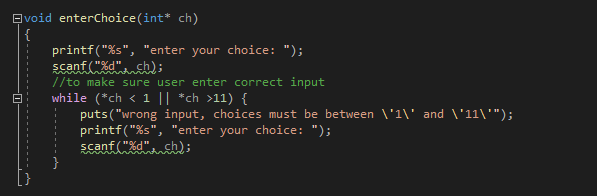 void enterChoice(int* ch)
{
printf("%s", "enter your choice: ");
scanf("%d", ch);
//to make sure user enter correct input
while (*ch < 1 || *ch >11) {
puts("wrong input, choices must be between \'1\' and \'11\'");
printf("%s", "enter your choice: ");
scanf("%d", ch);
}
}